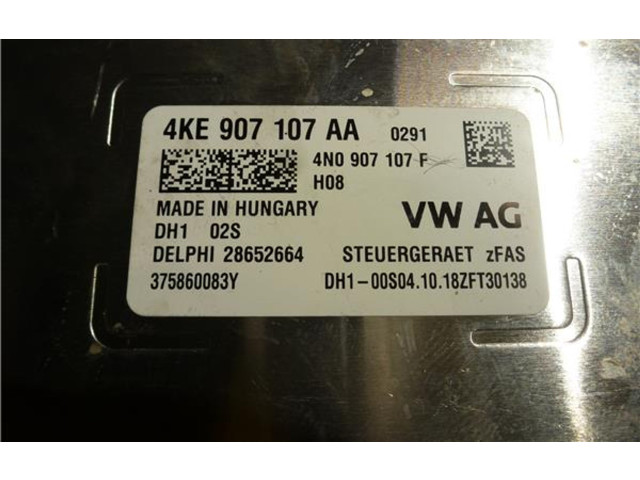 4KE 907 107 AA 0291
4N0 907 107 F
H08
MADE IN HUNGARY
VW AG
DH1 02S
DELPHI 28652664 STEUERGERAET zFAS
375860083Y DH1-00S04.10.18ZFT30138